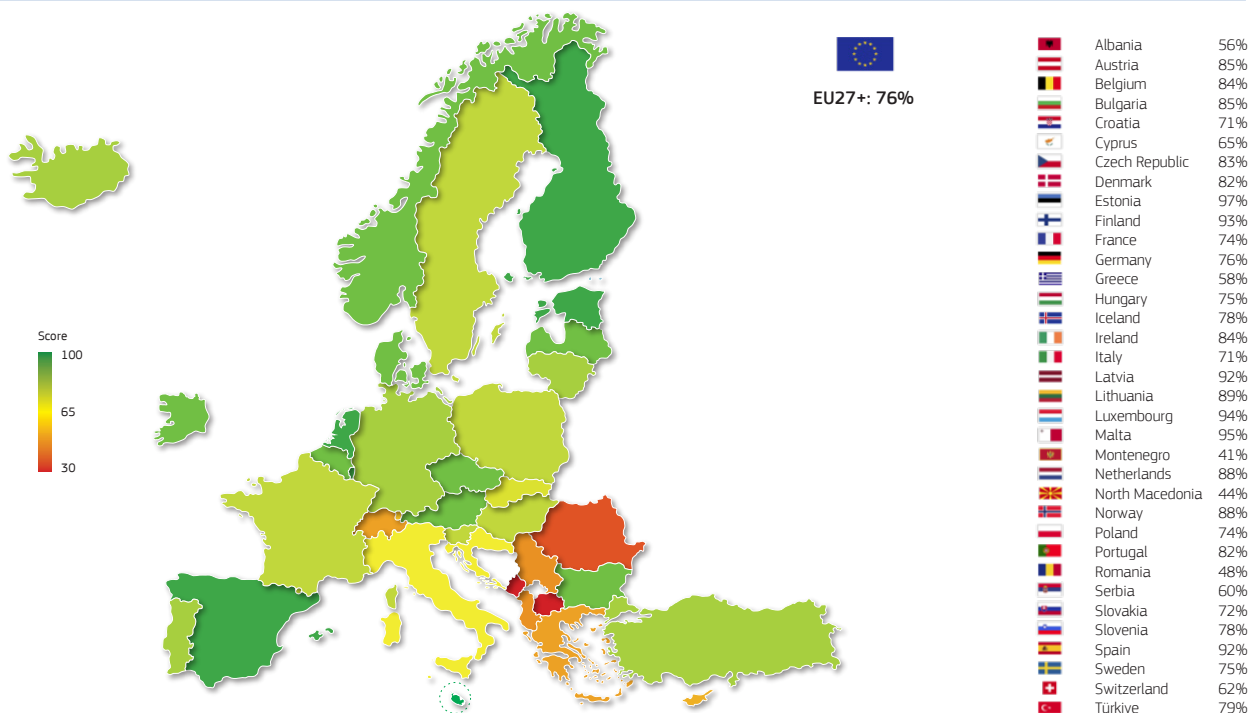 EU27+: 76%
Score
100
65
30
Albania 56%
Austria 85%
Belgium 84%
Bulgaria 85%
Croatia 71%
Cyprus 65%
Czech Republic 83%
Denmark 82%
Estonia 97%
Finland 93%
France 74%
Germany 76%
Greece 58%
Hungary 75%
Iceland 78%
Ireland 84%
Italy 71%
Latvia 92%
Lithuania 89%
Luxembourg 94%
Malta 95%
Montenegro 41%
Netherlands 88%
North Macedonia 44%
Norway 88%
Poland 74%
Portugal 82%
Romania 48%
Serbia 60%
Slovakia 72%
Slovenia 78%
Spain 92%
Sweden 75%
Switzerland 62%
Türkiye 79%